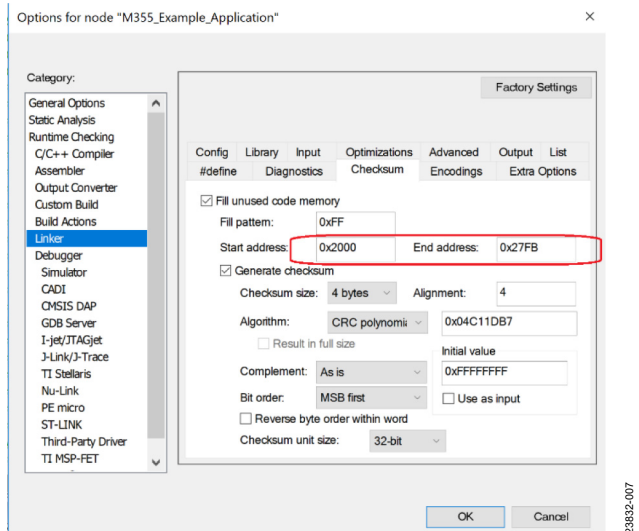 Options for node "M355_Example_Application"
Category:
Factory Settings
General Options
Static Analysis
Runtime Checking
C/C++ Compiler
Assembler
Output Converter
Custom Build
Build Actions
Linker
Debugger
Simulator
CADI
CMSIS DAP
GDB Server
I-jet/JTAGjet
J-Link/J-Trace
TI Stellaris
Nu-Link
PE micro
ST-LINK
Third-Party Driver
TI MSP-FET
Config Library Input Optimizations Advanced Output List
#define Diagnostics Checksum Encodings Extra Options
Fill unused code memory
Fill pattern: 0xFF
Start address: 0x2000 End address: 0x27FB
Generate checksum
Checksum size: 4 bytes Alignment: 4
Algorithm: CRC polynomi 0x04C11DB7
Result in full size
Initial value
Complement: As is 0xFFFFFFFF
Bit order: MSB first Use as input
Reverse byte order within word
Checksum unit size: 32-bit
OK Cancel
23832-007